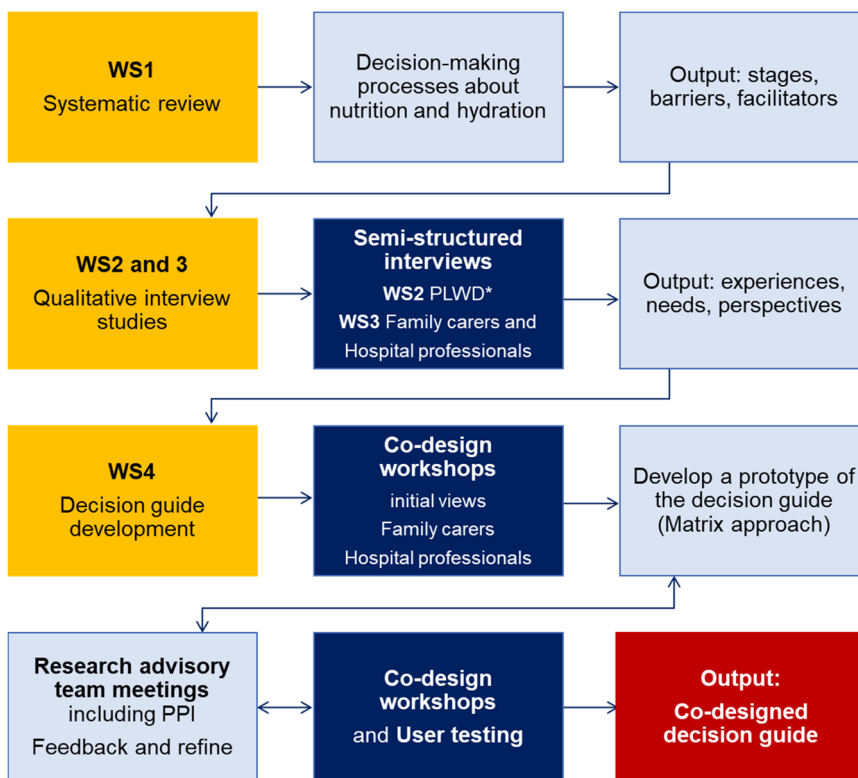 WS1
Systematic review
Decision-making
processes about
nutrition and hydration
Output: stages,
barriers, facilitators
WS2 and 3
Qualitative interview
studies
Semi-structured
interviews
WS2 PLWD*
WS3 Family carers and
Hospital professionals
Output: experiences,
needs, perspectives
WS4
Decision guide
development
Co-design
workshops
initial views
Family carers
Hospital professionals
Develop a prototype of
the decision guide
(Matrix approach)
Research advisory
team meetings
including PPI
Feedback and refine
Co-design
workshops
and User testing
Output:
Co-designed
decision guide